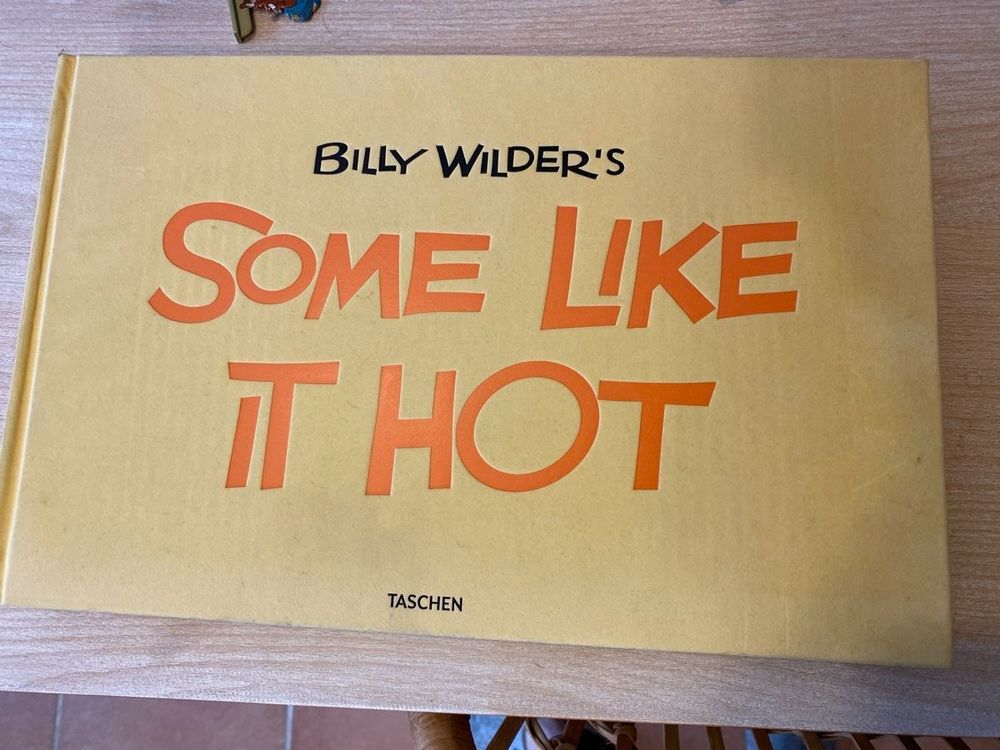 BILLY WILDER'S
SOME LIKE
IT HOT
TASCHEN